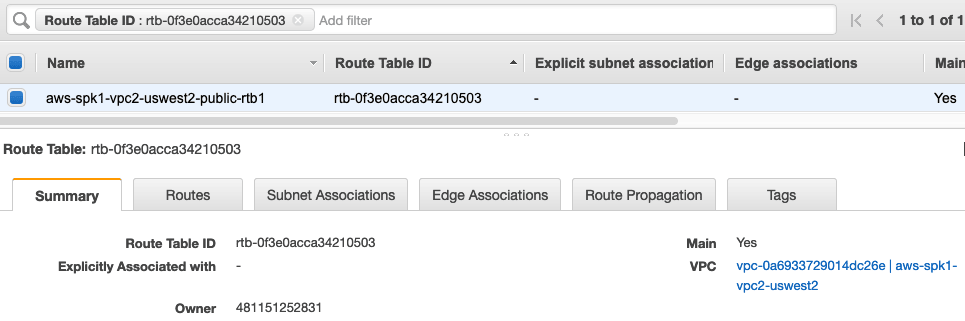 Route Table ID : rtb-0f3e0acca34210503 Add filter 1 to 1 of 1
Name Route Table ID Explicit subnet association Edge associations Main
aws-spk1-vpc2-uswest2-public-rtb1 rtb-0f3e0acca34210503 - - Yes
Route Table: rtb-0f3e0acca34210503
Summary Routes Subnet Associations Edge Associations Route Propagation Tags
Route Table ID rtb-0f3e0acca34210503 Main Yes
Explicitly Associated with - VPC vpc-0a6933729014dc26e | aws-spk1-
vpc2-uswest2
Owner 481151252831